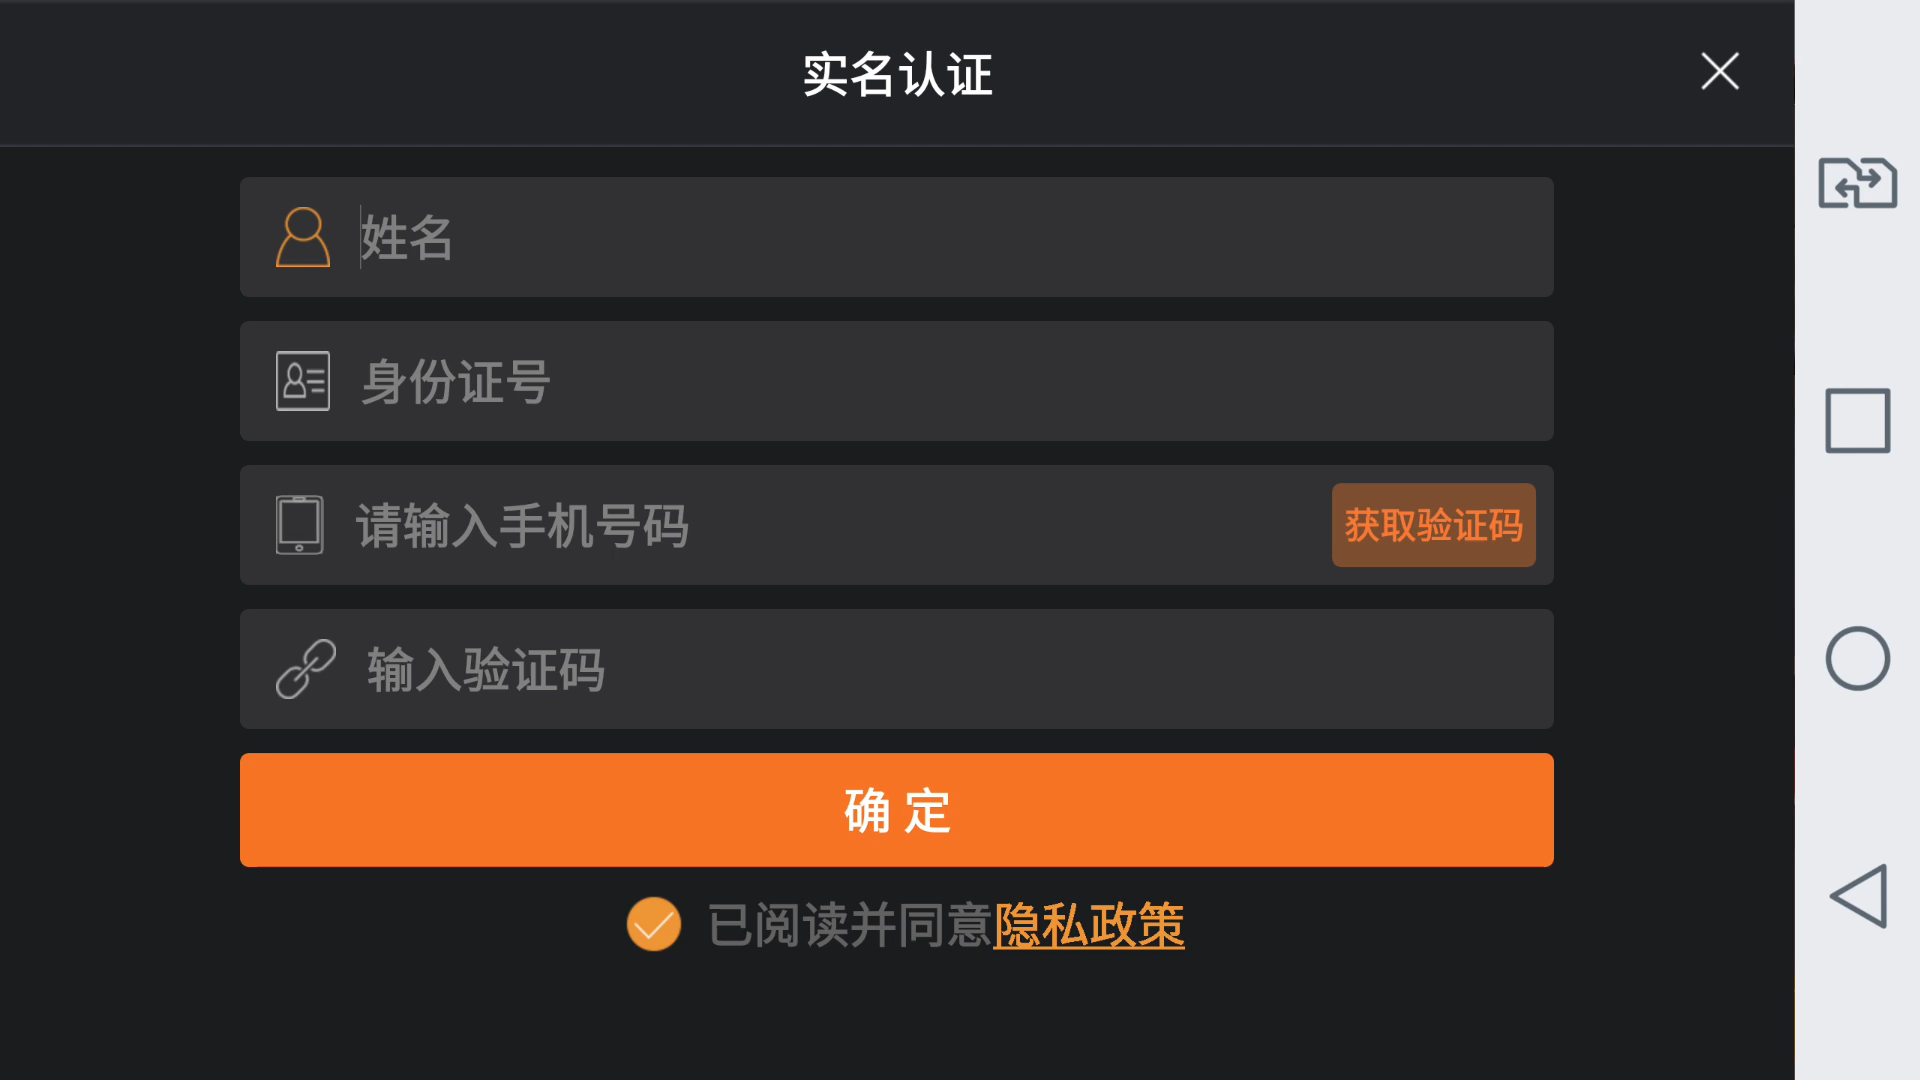 实名认证
姓名
身份证号
请输入手机号码
获取验证码
输入验证码
确 定
已阅读并同意隐私政策